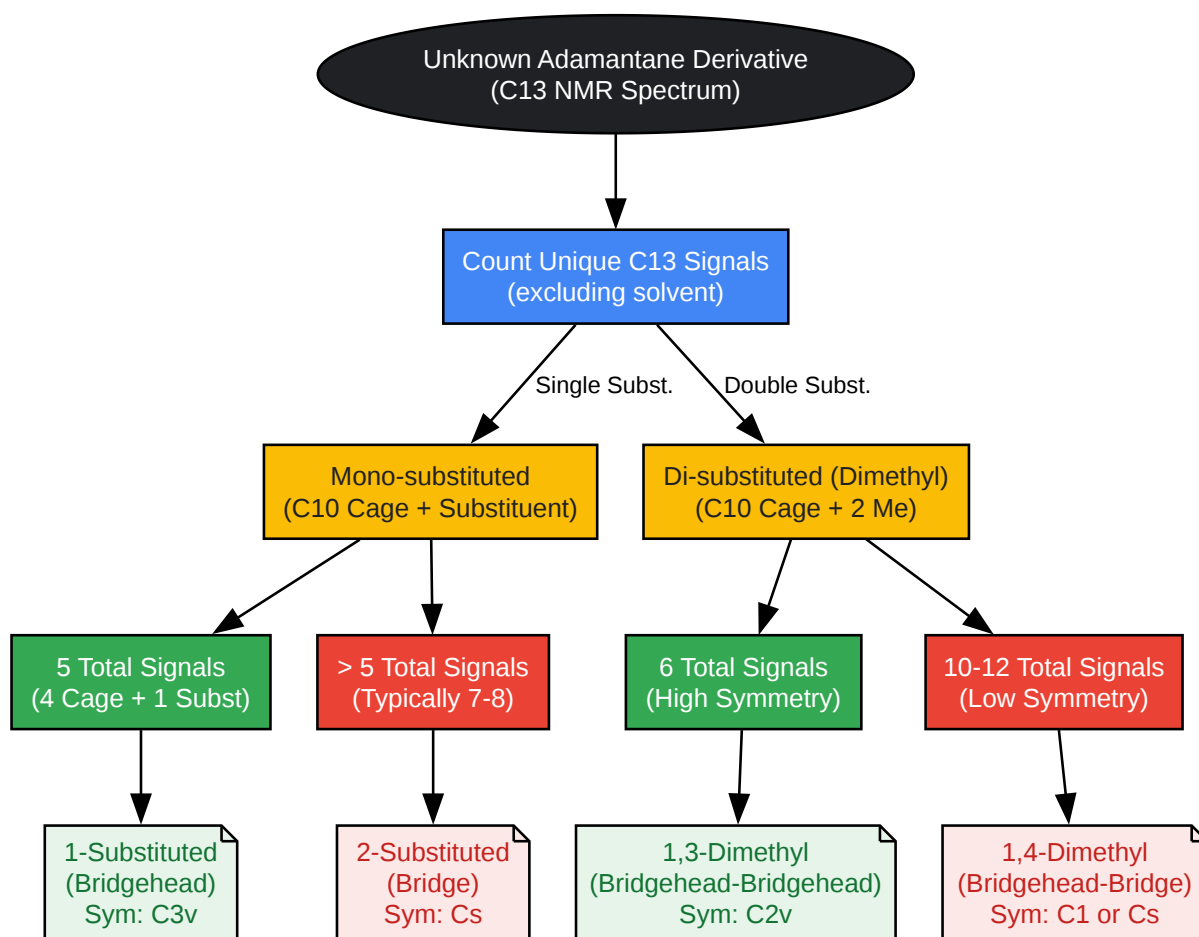 Unknown Adamantane Derivative
(C13 NMR Spectrum)
Count Unique C13 Signals
(excluding solvent)
Single Subst.
Double Subst.
Mono-substituted
(C10 Cage + Substituent)
Di-substituted (Dimethyl)
(C10 Cage + 2 Me)
5 Total Signals
(4 Cage + 1 Subst)
> 5 Total Signals
(Typically 7-8)
6 Total Signals
(High Symmetry)
10-12 Total Signals
(Low Symmetry)
1-Substituted
(Bridgehead)
Sym: C3v
2-Substituted
(Bridge)
Sym: Cs
1,3-Dimethyl
(Bridgehead-Bridgehead)
Sym: C2v
1,4-Dimethyl
(Bridgehead-Bridge)
Sym: C1 or Cs